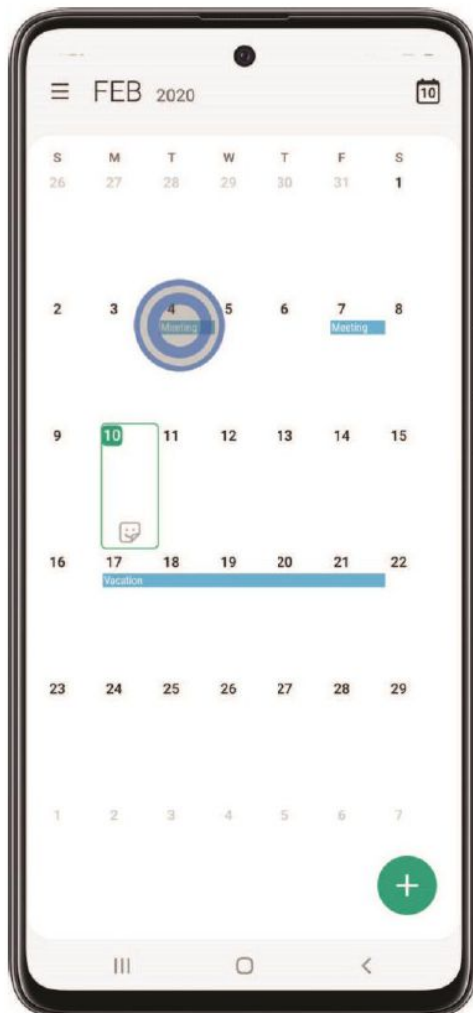 FEB 2020 10
S M T W T F S
26 27 28 29 30 31 1
2 3 4 5 6 7 8
Meeting Meeting
9 10 11 12 13 14 15
16 17 18 19 20 21 22
Vacation
23 24 25 26 27 28 29
1 2 3 4 5 6 7